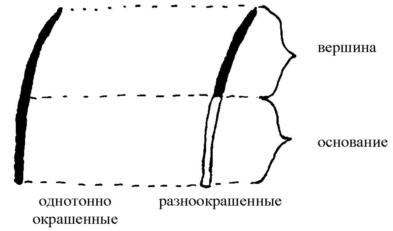 вершина
основание
однотонно
окрашенные
разноокрашенные